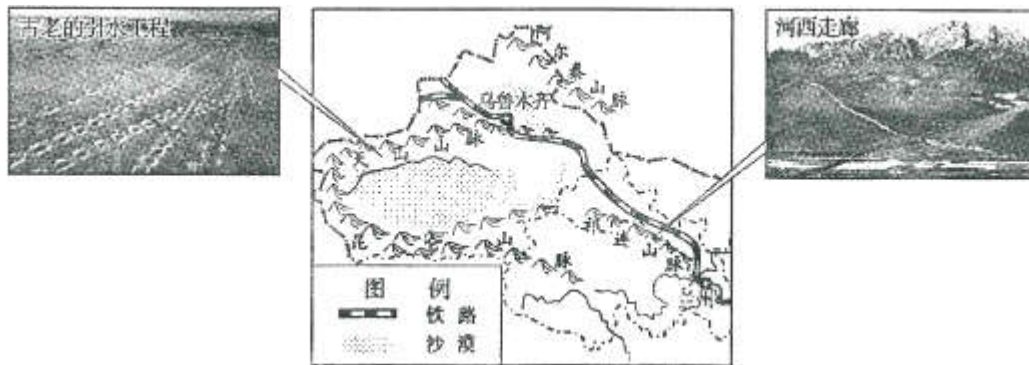 古老的引水工程
河西走廊
阿尔泰山脉
乌鲁木齐
天山山脉
祁连山脉
昆仑山脉
兰州
图 例
铁 路
沙 漠